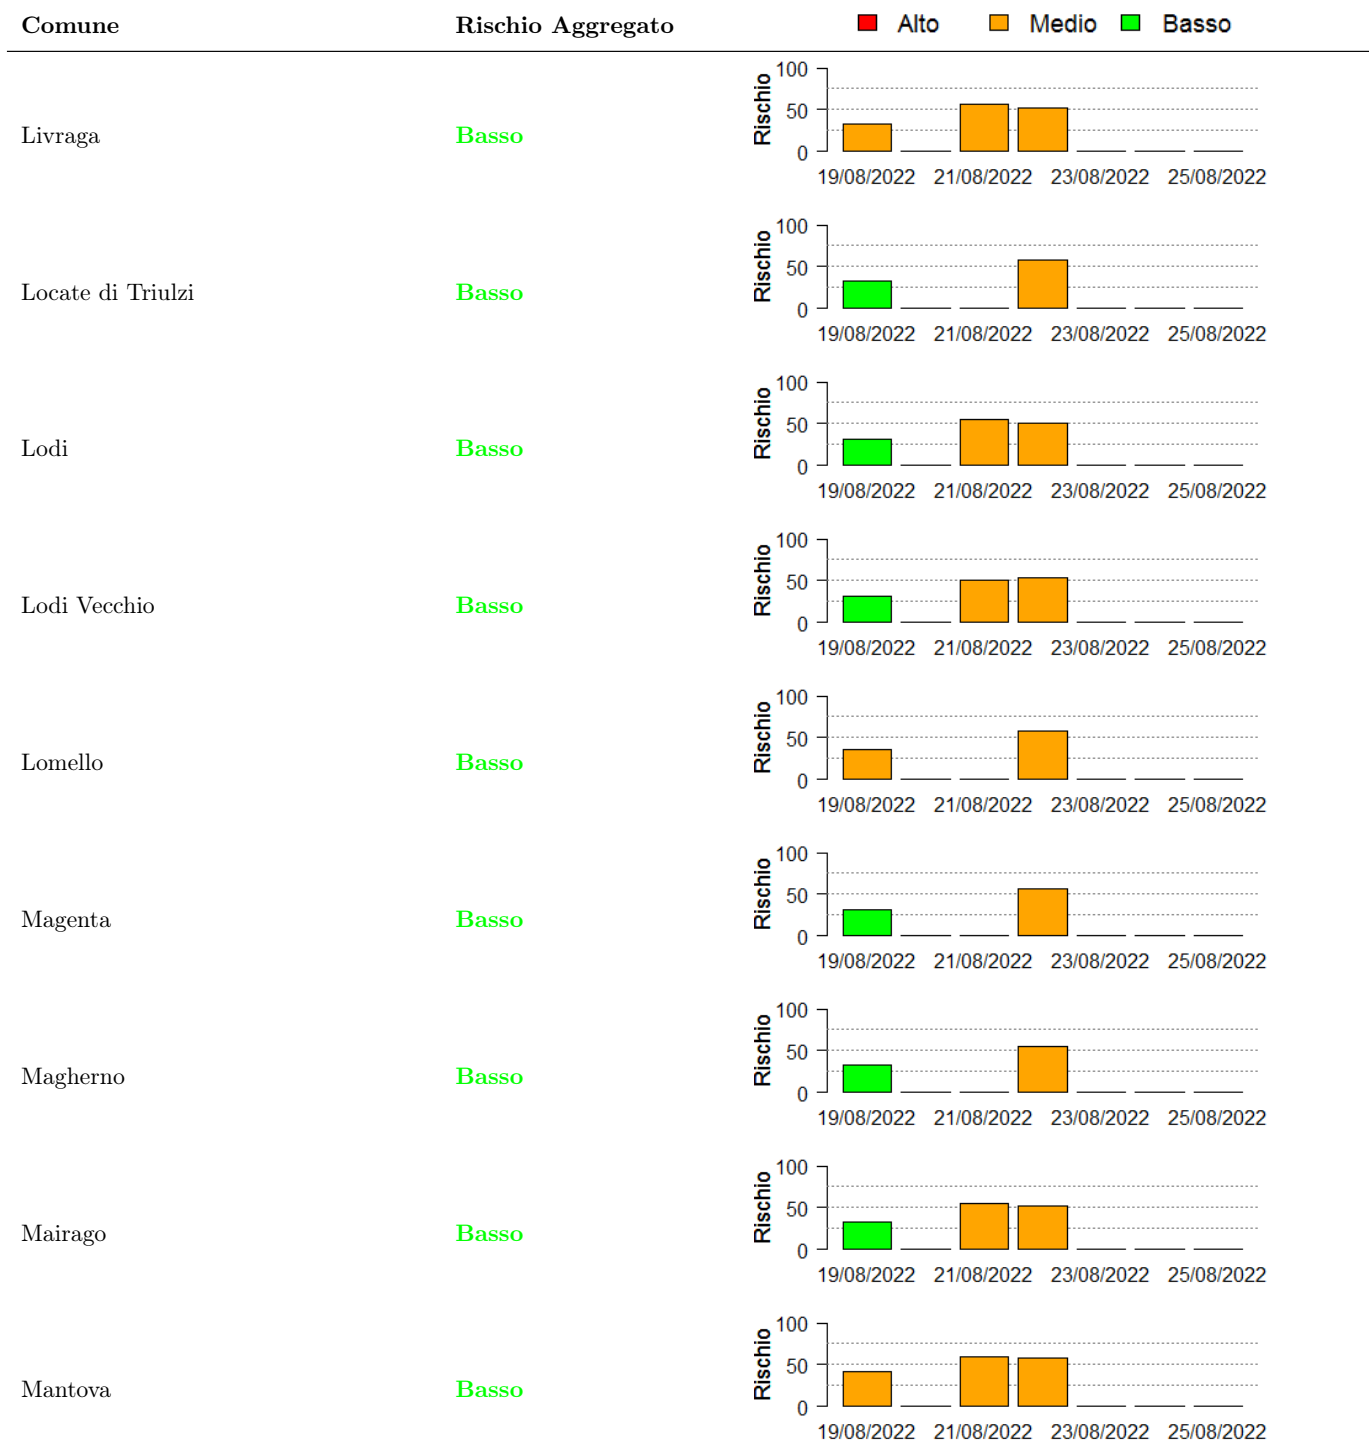 Comune Rischio Aggregato Alto Medio Basso
100
50
0
Rischio
Livraga Basso
19/08/2022 21/08/2022 23/08/2022 25/08/2022
100
50
0
Rischio
Locate di Triulzi Basso
19/08/2022 21/08/2022 23/08/2022 25/08/2022
100
50
0
Rischio
Lodi Basso
19/08/2022 21/08/2022 23/08/2022 25/08/2022
100
50
0
Rischio
Lodi Vecchio Basso
19/08/2022 21/08/2022 23/08/2022 25/08/2022
100
50
0
Rischio
Lomello Basso
19/08/2022 21/08/2022 23/08/2022 25/08/2022
100
50
0
Rischio
Magenta Basso
19/08/2022 21/08/2022 23/08/2022 25/08/2022
100
50
0
Rischio
Magherno Basso
19/08/2022 21/08/2022 23/08/2022 25/08/2022
100
50
0
Rischio
Mairago Basso
19/08/2022 21/08/2022 23/08/2022 25/08/2022
100
50
0
Rischio
Mantova Basso
19/08/2022 21/08/2022 23/08/2022 25/08/2022